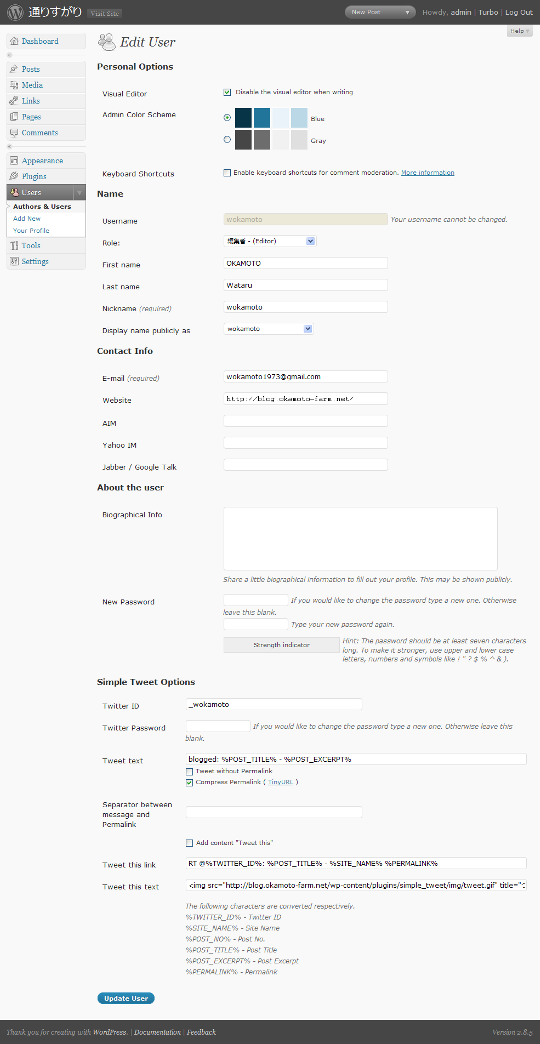 通りすがり Visit Site New Post Howdy, admin | Turbo | Log Out
Help
Dashboard
Posts
Media
Links
Pages
Comments
Appearance
Plugins
Users
Authors & Users
Add New
Your Profile
Tools
Settings
Edit User
Personal Options
Visual Editor Disable the visual editor when writing
Admin Color Scheme Blue
Gray
Keyboard Shortcuts Enable keyboard shortcuts for comment moderation. More information
Name
Username wokamoto Your username cannot be changed.
Role: 編集者 - (Editor)
First name OKAMOTO
Last name Wataru
Nickname (required) wokamoto
Display name publicly as wokamoto
Contact Info
E-mail (required) wokamoto1973@gmail.com
Website http://blog.okamoto-farm.net/
AIM
Yahoo IM
Jabber / Google Talk
About the user
Biographical Info
Share a little biographical information to fill out your profile. This may be shown publicly.
New Password If you would like to change the password type a new one. Otherwise
leave this blank.
Type your new password again.
Strength indicator
Hint: The password should be at least seven characters
long. To make it stronger, use upper and lower case
letters, numbers and symbols like ! " ? $ % ^ & ).
Simple Tweet Options
Twitter ID _wokamoto
Twitter Password If you would like to change the password type a new one. Otherwise leave this
blank.
Tweet text blogged: %POST_TITLE% - %POST_EXCERPT%
Tweet without Permalink
Compress Permalink ( TinyURL )
Separator between
message and
Permalink
Add content "Tweet this"
Tweet this link RT @%TWITTER_ID%: %POST_TITLE% - %SITE_NAME% %PERMALINK%
Tweet this text <img src="http://blog.okamoto-farm.net/wp-content/plugins/simple_tweet/img/tweet.gif" title="
The following characters are converted respectively.
%TWITTER_ID% - Twitter ID
%SITE_NAME% - Site Name
%POST_NO% - Post No.
%POST_TITLE% - Post Title
%POST_EXCERPT% - Post Excerpt
%PERMALINK% - Permalink
Update User
Thank you for creating with WordPress. | Documentation | Feedback Version 2.8.5